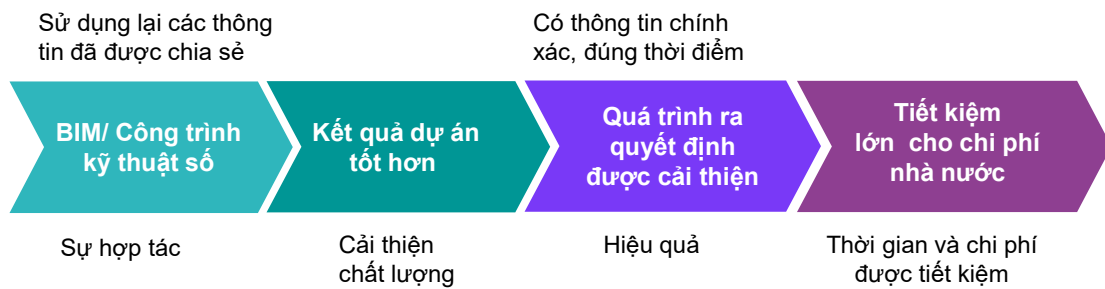 Sử dụng lại các thông
tin đã được chia sẻ
Có thông tin chính
xác, đúng thời điểm
BIM/ Công trình
kỹ thuật số
Kết quả dự án
tốt hơn
Quá trình ra
quyết định
được cải thiện
Tiết kiệm
lớn cho chi phí
nhà nước
Sự hợp tác
Cải thiện
chất lượng
Hiệu quả
Thời gian và chi phí
được tiết kiệm